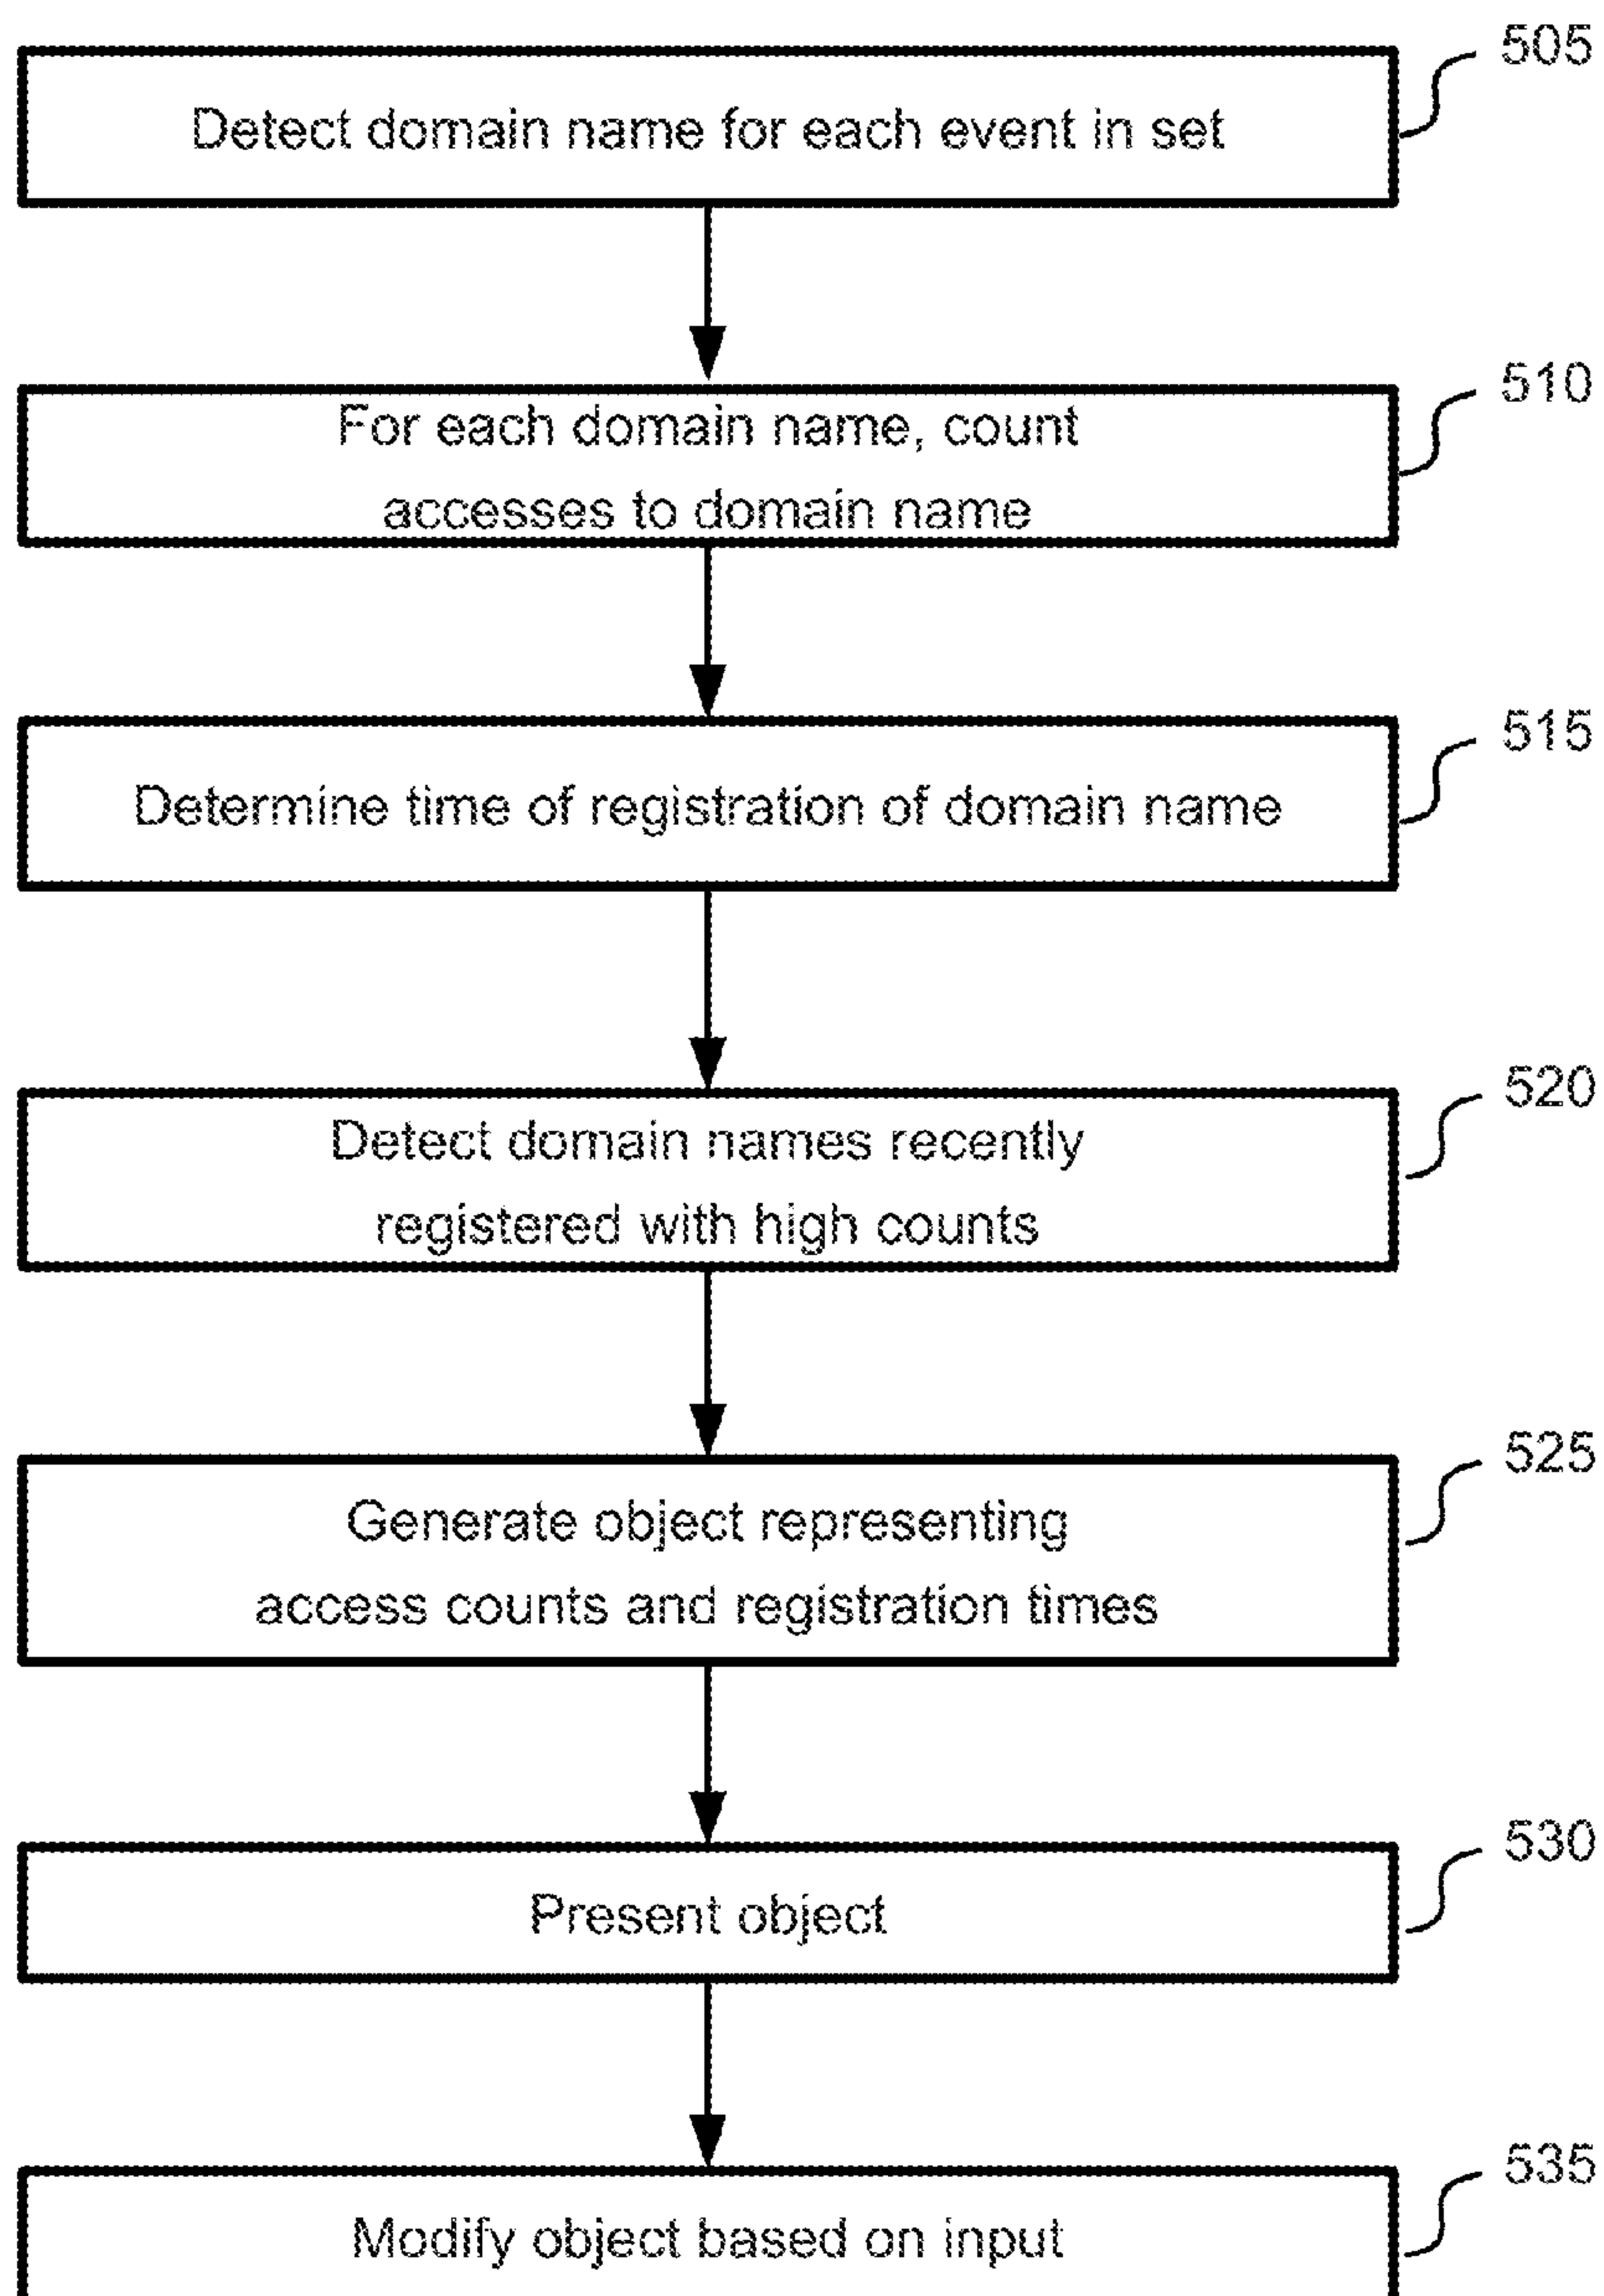 505
Detect domain name for each event in set
510
For each domain name, count
accesses to domain name
515
Determine time of registration of domain name
520
Detect domain names recently
registered with high counts
525
Generate object representing
access counts and registration times
530
Present object
535
Modify object based on input